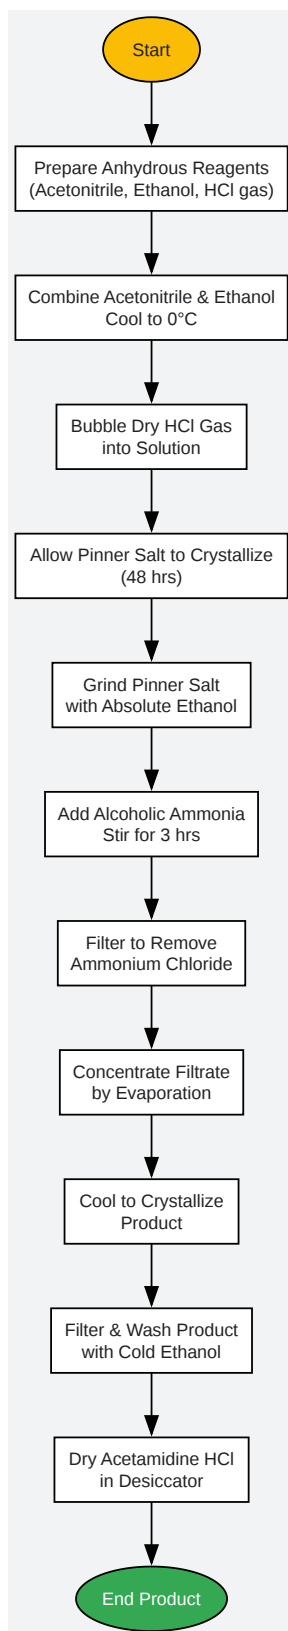 Start
Prepare Anhydrous Reagents
(Acetonitrile, Ethanol, HCl gas)
Combine Acetonitrile & Ethanol
Cool to 0°C
Bubble Dry HCl Gas
into Solution
Allow Pinner Salt to Crystallize
(48 hrs)
Grind Pinner Salt
with Absolute Ethanol
Add Alcoholic Ammonia
Stir for 3 hrs
Filter to Remove
Ammonium Chloride
Concentrate Filtrate
by Evaporation
Cool to Crystallize
Product
Filter & Wash Product
with Cold Ethanol
Dry Acetamidine HCl
in Desiccator
End Product